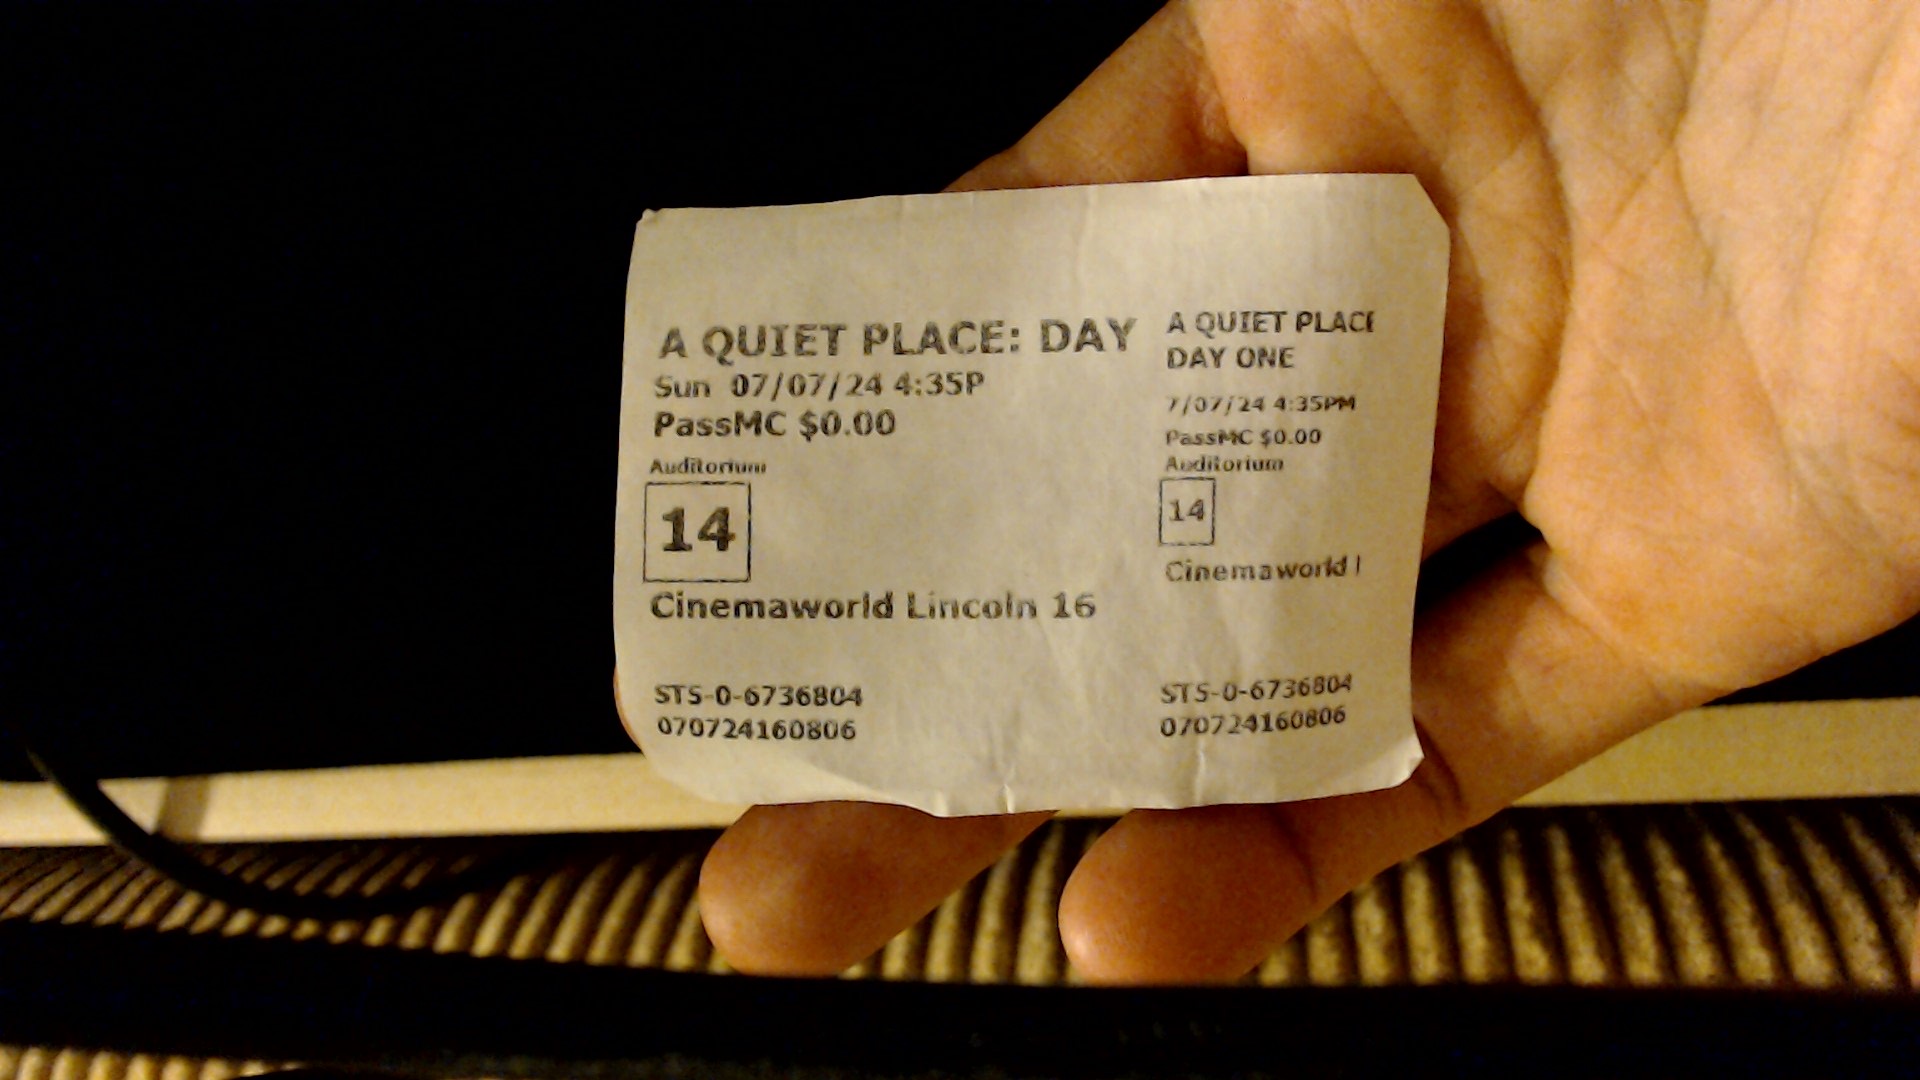 A QUIET PLACE: DAY
Sun 07/07/24 4:35P
PassMC $0.00
Auditorium
14
Cinemaworld Lincoln 16
STS-0-6736804
070724160806
A QUIET PLACE
DAY ONE
7/07/24 4:35PM
PassMC $0.00
Auditorium
14
Cinemaworld
STS-0-6736804
070724160806